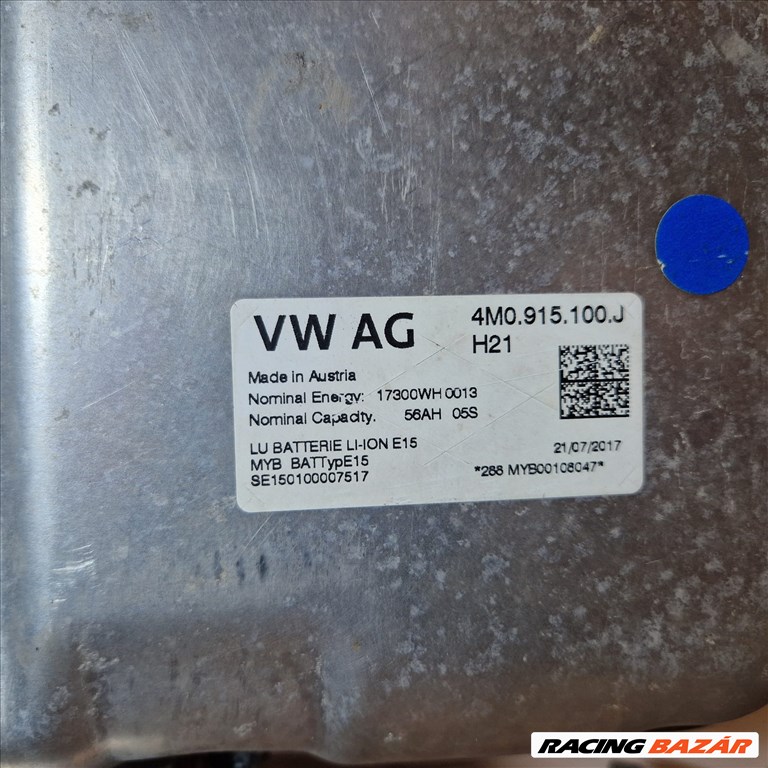 VW AG
4M0.915.100.J
H21
Made in Austria
Nominal Energy: 17300WH 0013
Nominal Capacity. 56AH 05S
LU BATTERIE LI-ION E15
MYB BATTypE15
SE150100007517
21/07/2017
*288 MYB00108047*
RACING BAZÁR